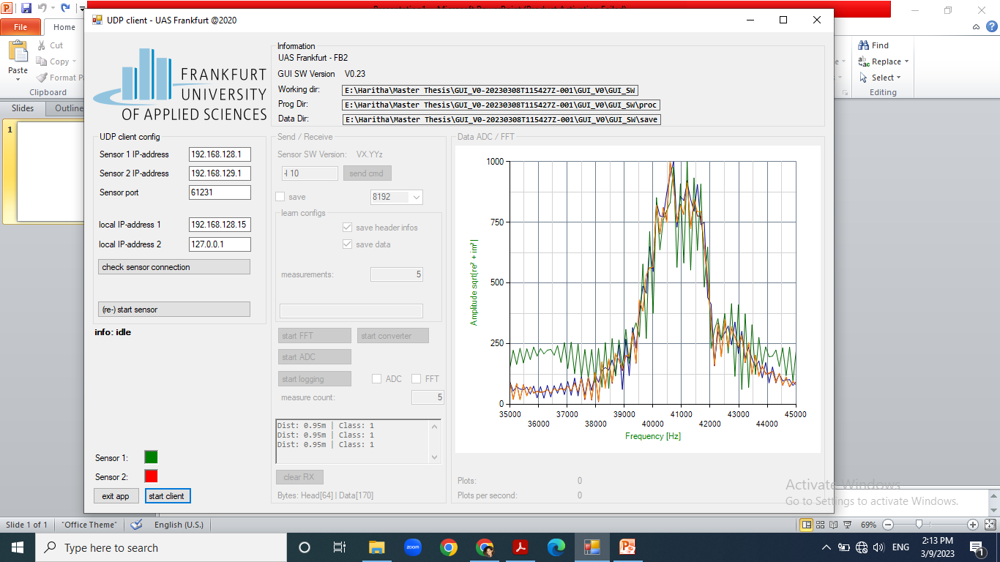 UDP client - UAS Frankfurt @2020
File
Home
Paste
Cut
Copy
Format P
Clipboard
Find
Replace
Select
Editing
Slides
Outline
1
FRANKFURT
UNIVERSITY
OF APPLIED SCIENCES
Information
UAS Frankfurt - FB2
GUI SW Version V0.23
Working dir: E:\Haritha\Master Thesis\GUI_V0-20230308T115427Z-001\GUI_V0\GUI_SW
Prog Dir: E:\Haritha\Master Thesis\GUI_V0-20230308T115427Z-001\GUI_V0\GUI_SW\proc
Data Dir: E:\Haritha\Master Thesis\GUI_V0-20230308T115427Z-001\GUI_V0\GUI_SW\save
UDP client config
Sensor 1 IP-address 192.168.128.1
Sensor 2 IP-address 192.168.129.1
Sensor port 61231
local IP-address 1 192.168.128.15
local IP-address 2 127.0.0.1
check sensor connection
(re-) start sensor
info: idle
Sensor 1:
Sensor 2:
exit app start client
Send / Receive
Sensor SW Version: VX.YYz
-l 10 send cmd
save 8192
learn configs
save header infos
save data
measurements: 5
start FFT start converter
start ADC
start logging ADC FFT
measure count: 5
Dist: 0.95m | Class: 1
Dist: 0.95m | Class: 1
Dist: 0.95m | Class: 1
clear RX
Bytes: Head[64] | Data[170]
Data ADC / FFT
1000
750
500
250
0
Amplitude sqrt(re² + im²)
35000 37000 39000 41000 43000 45000
36000 38000 40000 42000 44000
Frequency [Hz]
Plots: 0
Plots per second: 0
Activate Windows
Go to Settings to activate Windows.
Slide 1 of 1 "Office Theme" English (U.S.) 69%
Type here to search
zoom
ENG
2:13 PM
3/9/2023
1